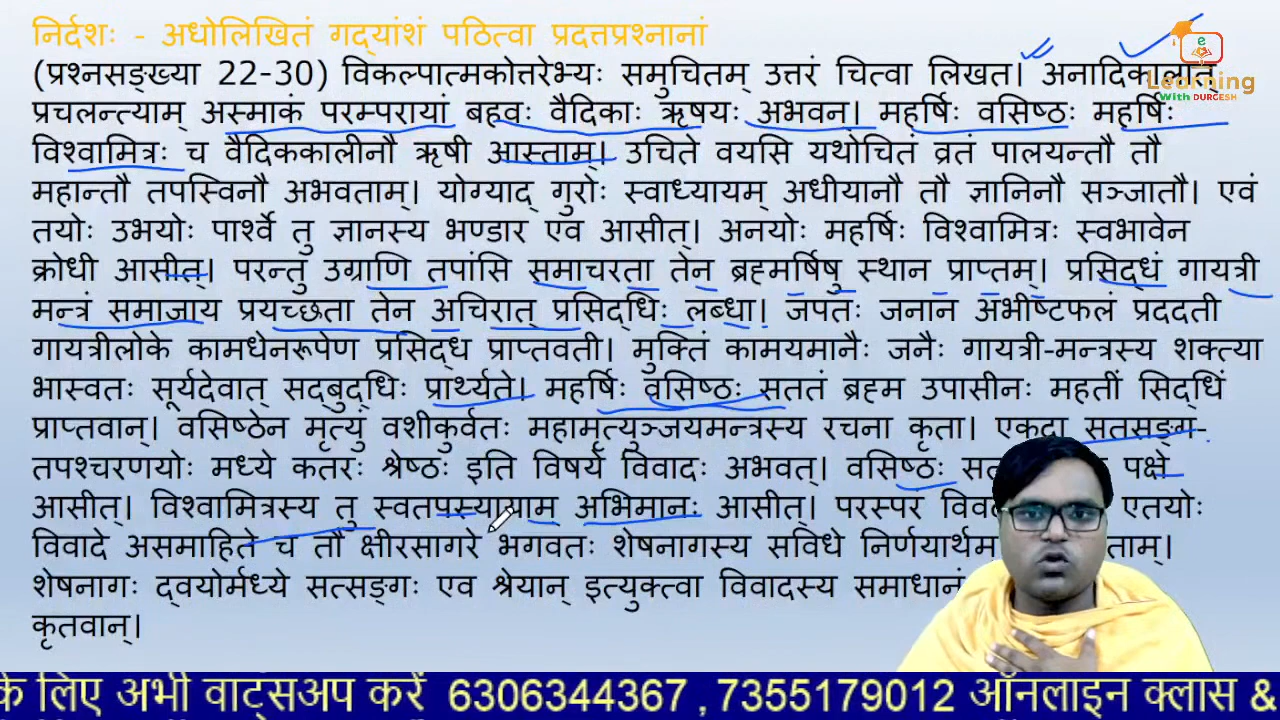 निर्दशः - अधोलिखितं गद्यांशं पठित्वा प्रदत्तप्रश्नानां
(प्रश्नसङ्ख्या 22-30) विकल्पात्मकोत्तरेभ्यः समुचितम् उत्तरं चित्वा लिखत। अनादिकालात्
प्रचलन्त्याम् अस्माकं परम्परायां बहवः वैदिकाः ऋषयः अभवन्। महर्षिः वसिष्ठः महर्षिः
विश्वामित्रः च वैदिककालीनौ ऋषी आस्ताम्। उचिते वयसि यथोचितं व्रतं पालयन्तौ तौ
महान्तौ तपस्विनौ अभवताम्। योग्याद् गुरोः स्वाध्यायम् अधीयानौ तौ ज्ञानिनौ सञ्जातौ। एवं
तयोः उभयोः पार्श्वे तु ज्ञानस्य भण्डार एव आसीत्। अनयोः महर्षिः विश्वामित्रः स्वभावेन
क्रोधी आसीत्। परन्तु उग्राणि तपांसि समाचरता तेन ब्रह्मर्षिषु स्थान प्राप्तम्। प्रसिद्धं गायत्री
मन्त्रं समाजाय प्रयच्छता तेन अचिरात् प्रसिद्धिः लब्धा। जपतः जनान अभीष्टफलं प्रददती
गायत्रीलोके कामधेनरूपेण प्रसिद्ध प्राप्तवती। मुक्तिं कामयमानैः जनैः गायत्री-मन्त्रस्य शक्त्या
भास्वतः सूर्यदेवात् सद्बुद्धिः प्रार्थ्यते। महर्षिः वसिष्ठः सततं ब्रह्म उपासीनः महतीं सिद्धिं
प्राप्तवान्। वसिष्ठेन मृत्युं वशीकुर्वतः महामृत्युञ्जयमन्त्रस्य रचना कृता। एकदा सतसङ्ग-
तपश्चरणयोः मध्ये कतरः श्रेष्ठः इति विषये विवादः अभवत्। वसिष्ठः पक्षे
आसीत्। विश्वामित्रस्य तु स्वतपस्यायाम् अभिमानः आसीत्। परस्पर एतयोः
विवादे असमाहिते च तौ क्षीरसागरे भगवतः शेषनागस्य सविधे
शेषनागः द्वयोर्मध्ये सत्सङ्गः एव श्रेयान् इत्युक्त्वा विवादस्य समाधानं
कृतवान्।
e
Learning
With DURGESH
के लिए अभी वाट्सअप करें 6306344367 , 7355179012 ऑनलाइन क्लास &